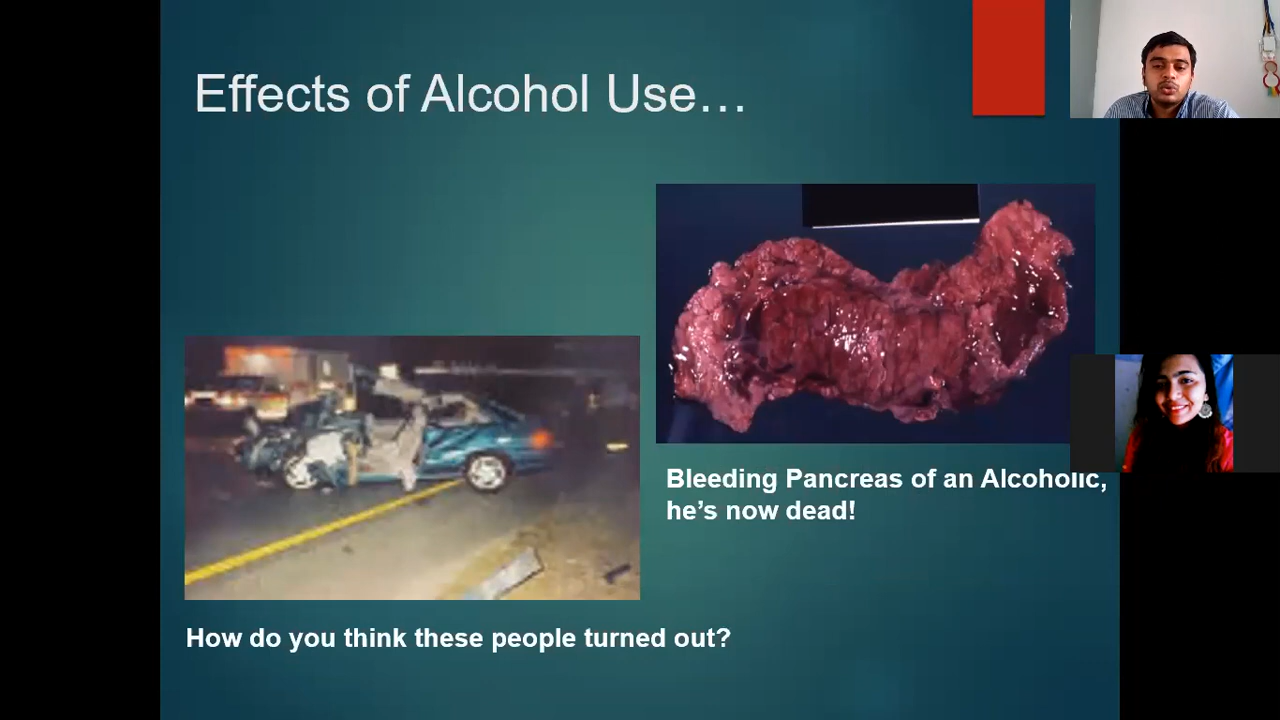 Effects of Alcohol Use…
Bleeding Pancreas of an Alcoholic,
he’s now dead!
How do you think these people turned out?